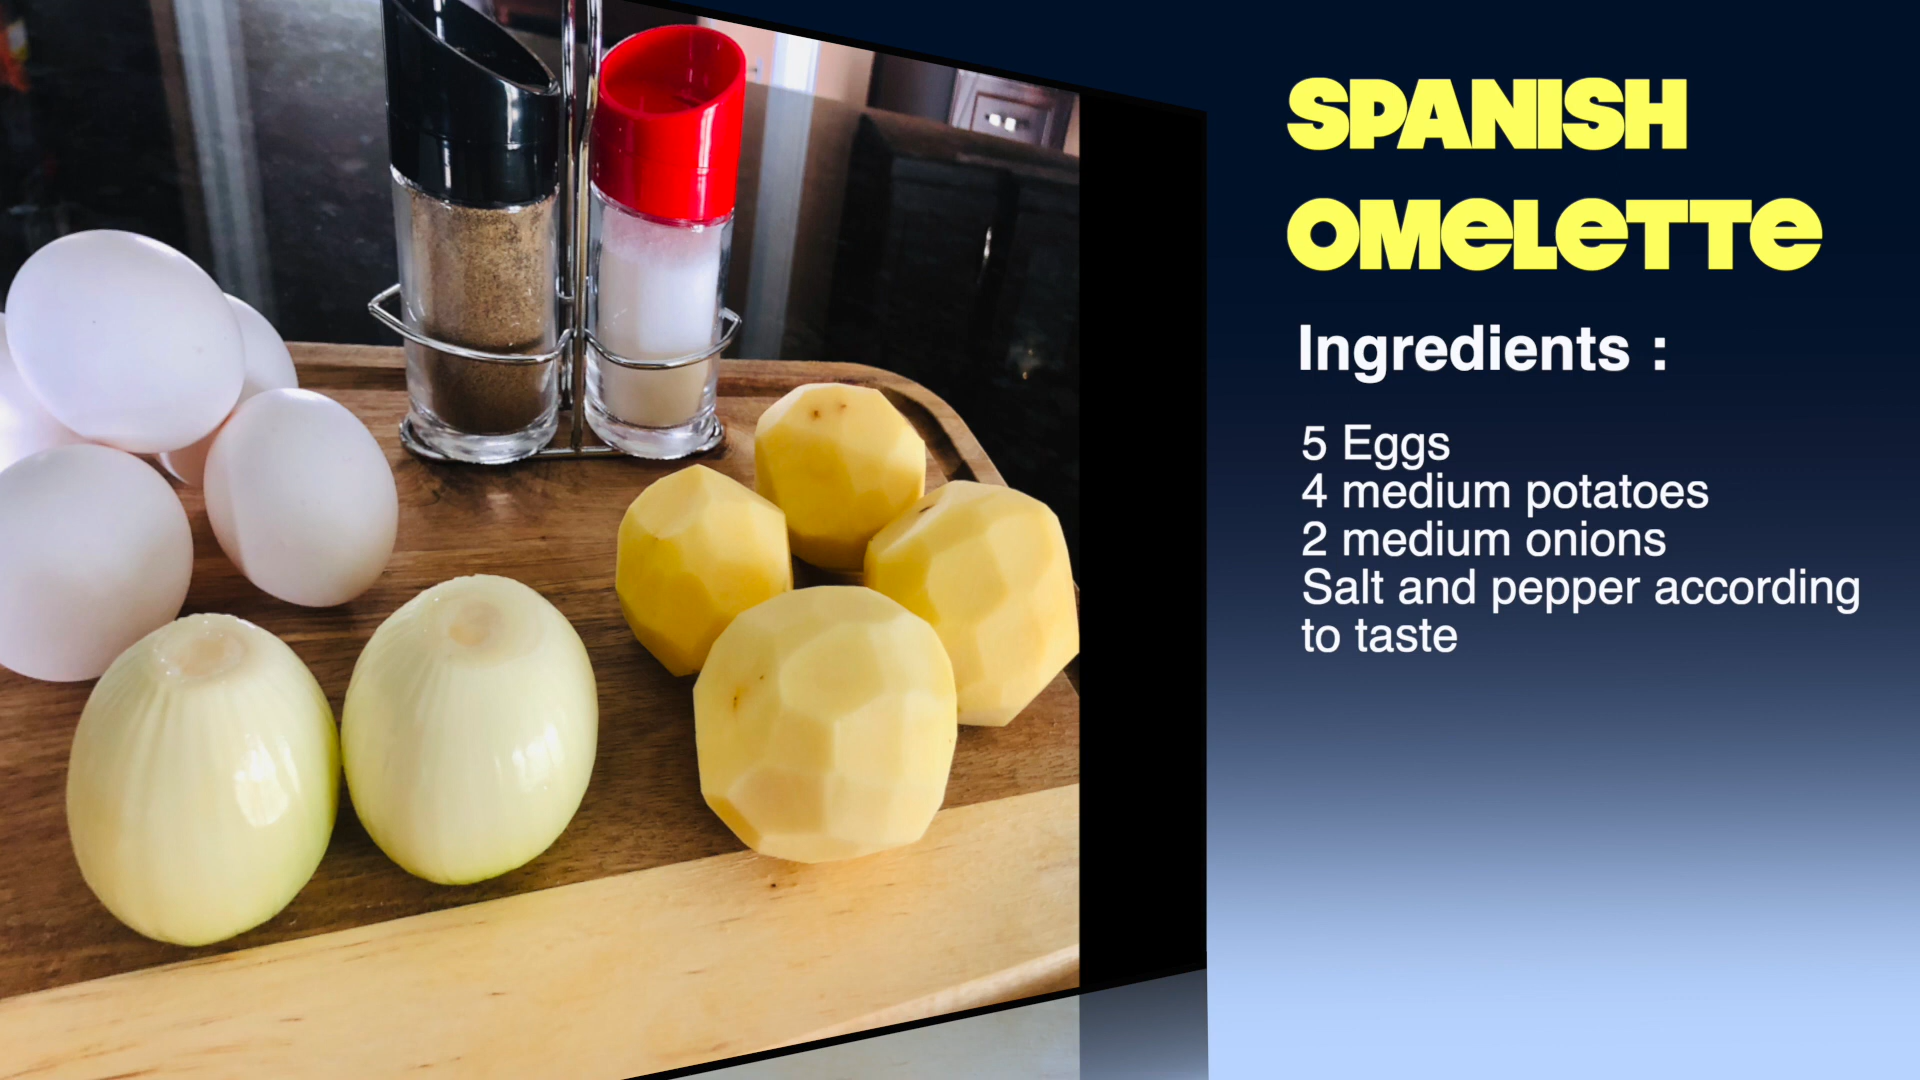 SPANISH
OMELETTE
Ingredients :
5 Eggs
4 medium potatoes
2 medium onions
Salt and pepper according
to taste